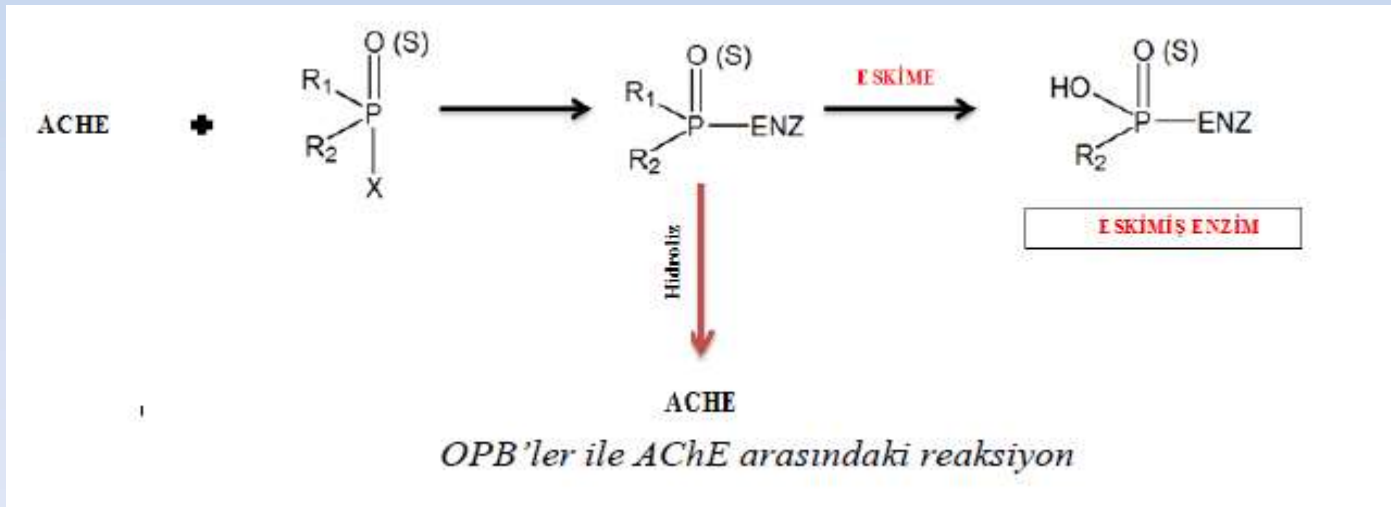 O (S)
R1
P
R2
X
ACHE
O (S)
R1
P—ENZ
R2
ESKİME
O (S)
HO
P—ENZ
R2
ESKİMİŞ ENZİM
Hidroliz
ACHE
OPB’ler ile AChE arasındaki reaksiyon